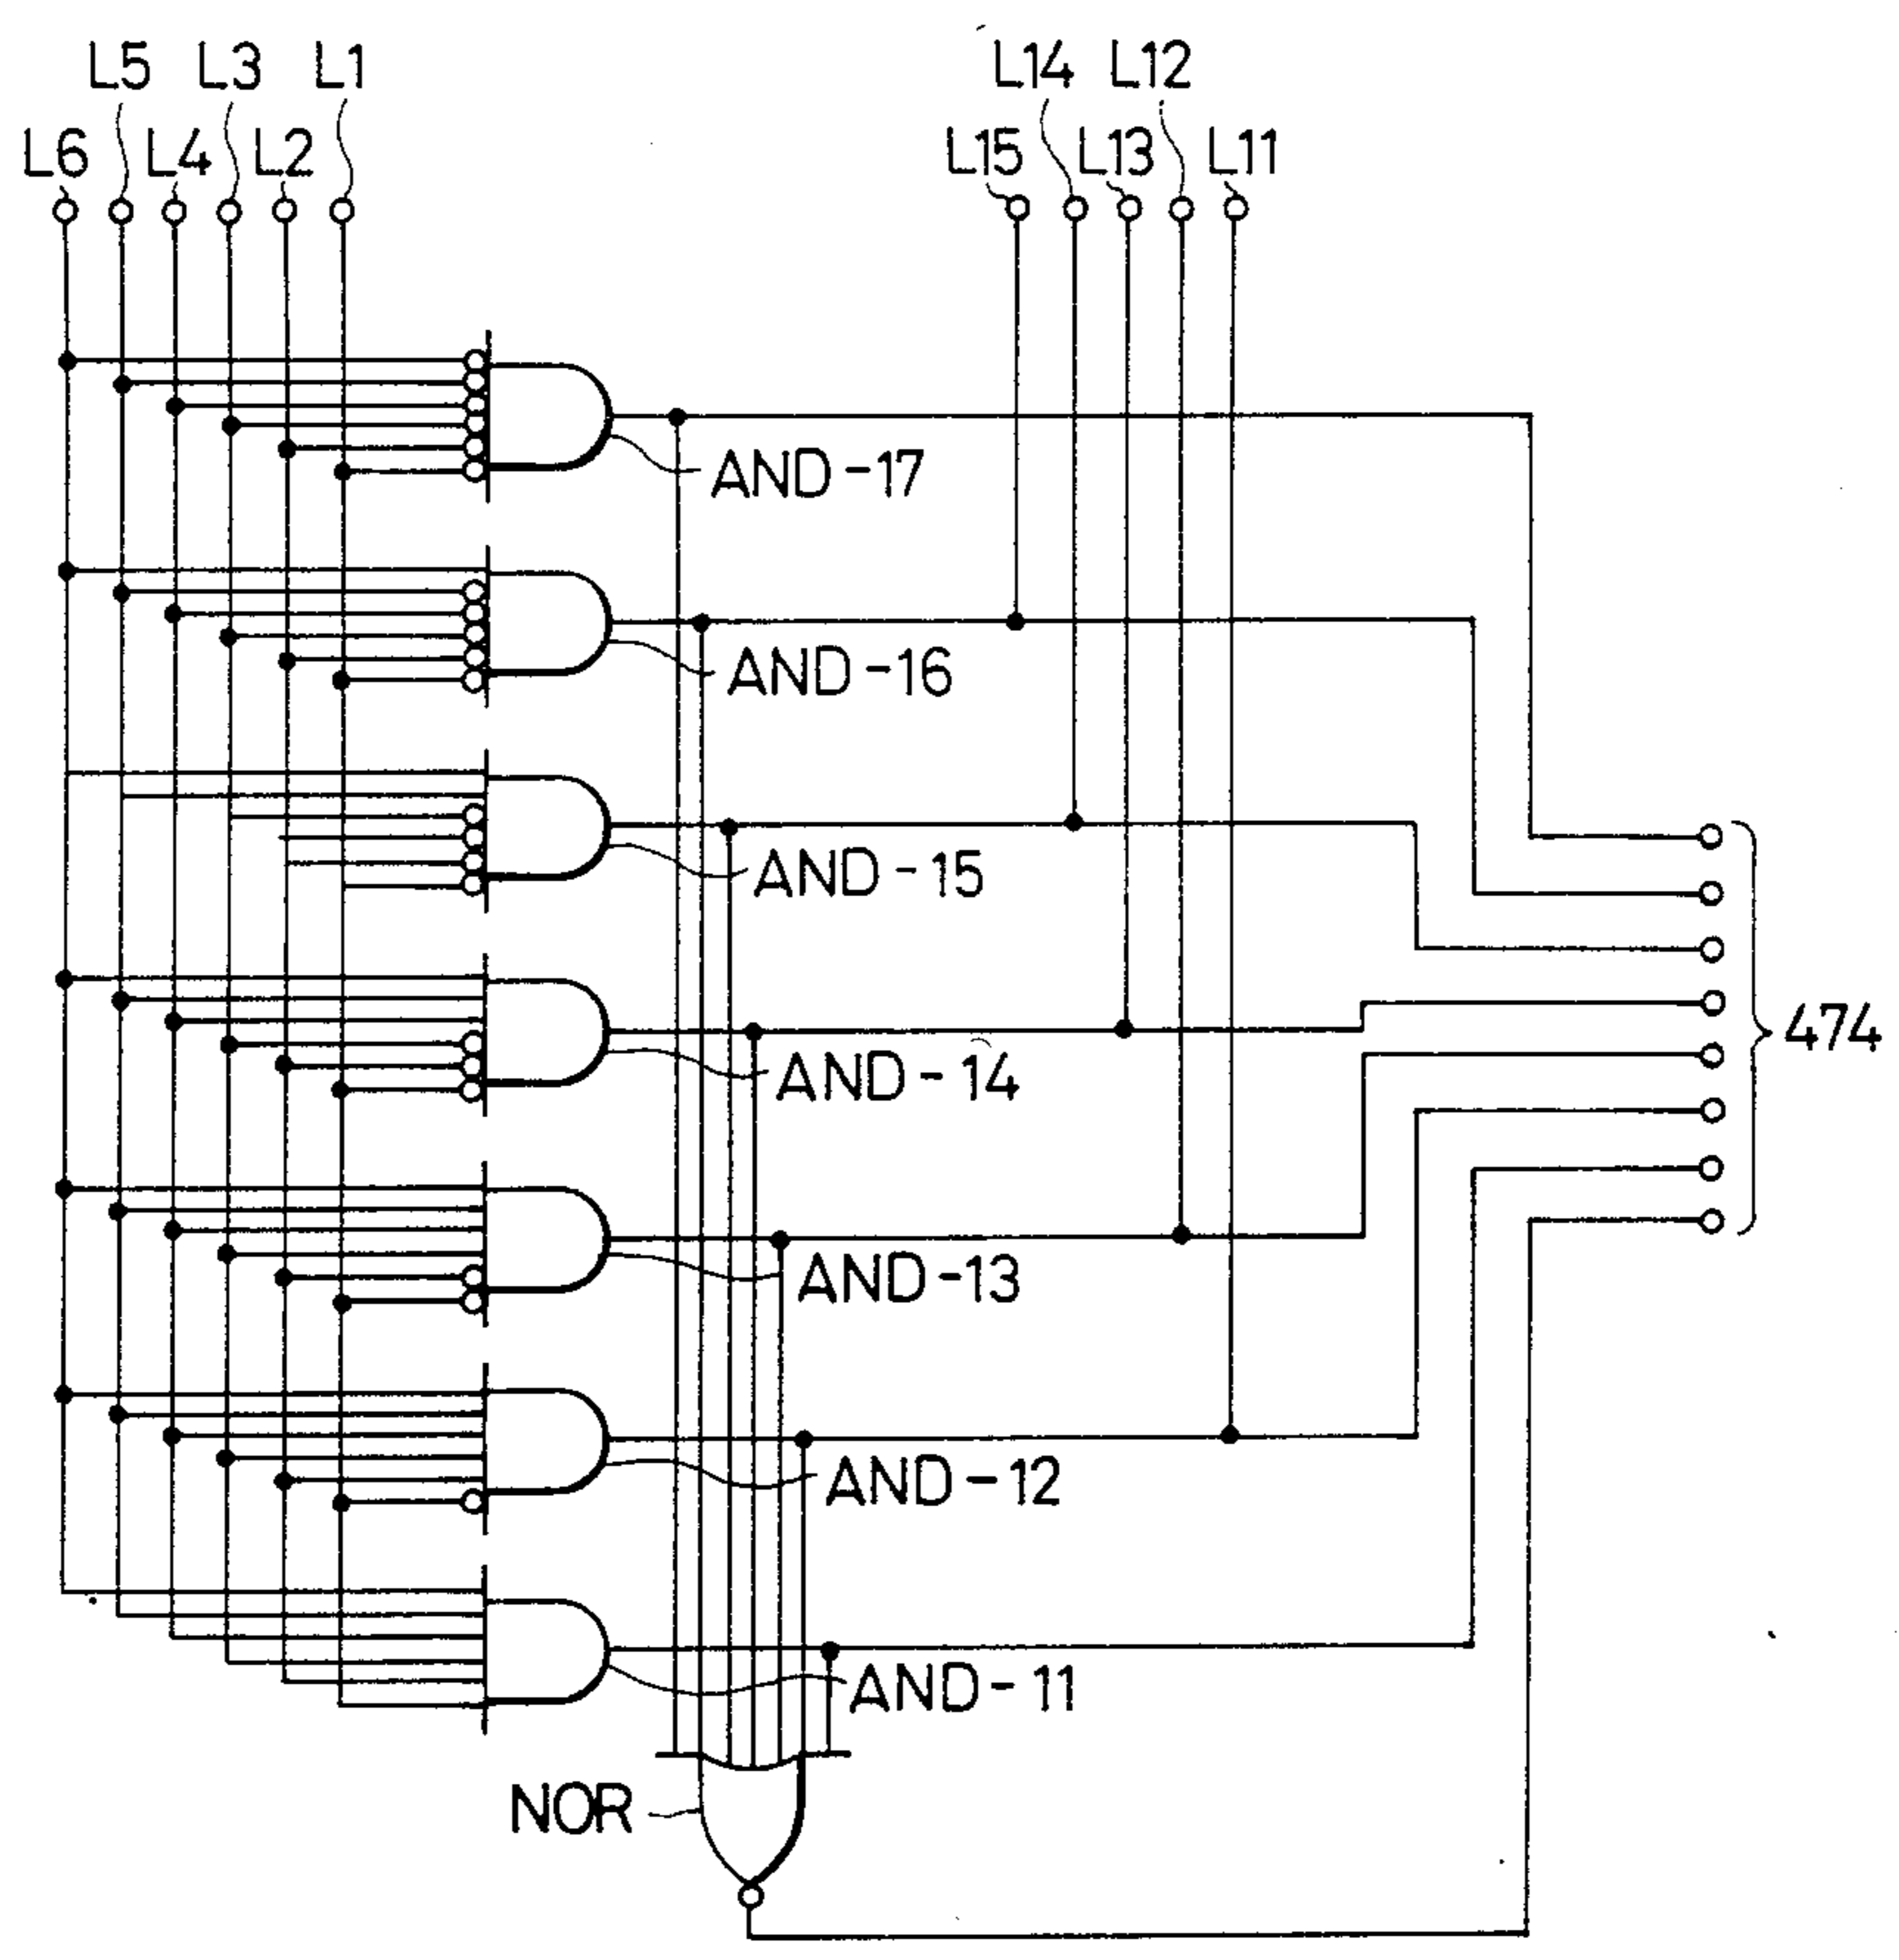 L5 L3 L1 L14 L12
L6 L4 L2 L15 L13 L11
AND-17
AND-16
AND-15
AND-14
474
AND-13
AND-12
AND-11
NOR